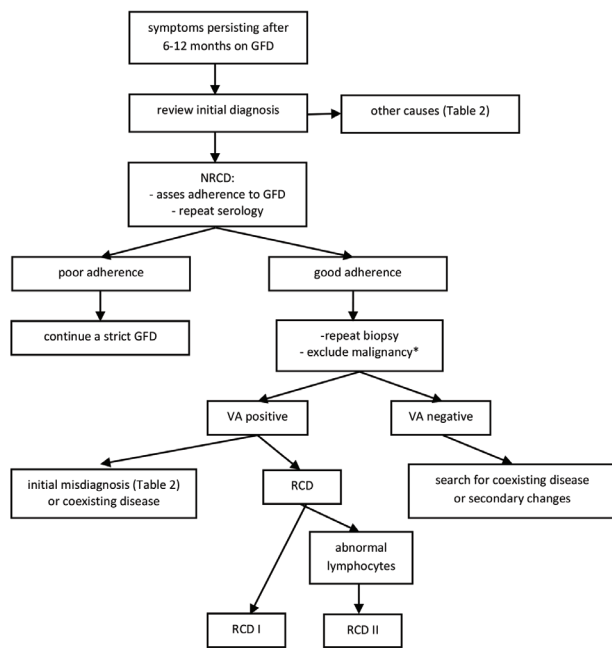 symptoms persisting after
6-12 months on GFD
review initial diagnosis
other causes (Table 2)
NRCD:
- asses adherence to GFD
- repeat serology
poor adherence
good adherence
continue a strict GFD
-repeat biopsy
- exclude malignancy*
VA positive
VA negative
initial misdiagnosis (Table 2)
or coexisting disease
RCD
search for coexisting disease
or secondary changes
abnormal
lymphocytes
RCD I
RCD II